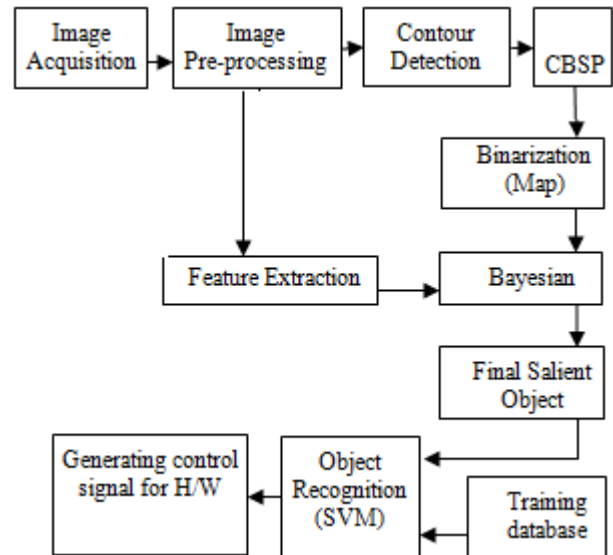 Image
Acquisition
Image
Pre-processing
Contour
Detection
CBSP
Binarization
(Map)
Feature Extraction
Bayesian
Final Salient
Object
Generating control
signal for H/W
Object
Recognition
(SVM)
Training
database